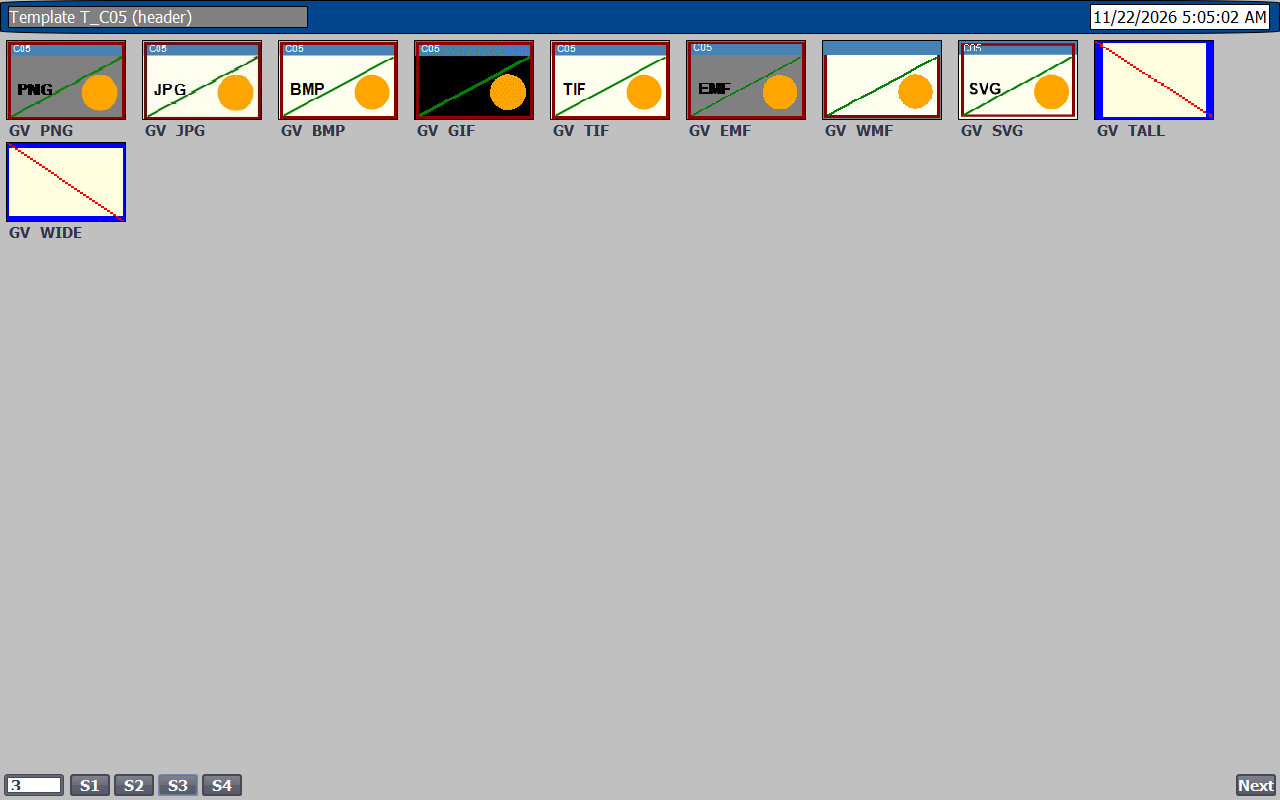 Template T_C05 (header)
11/22/2026 5:05:02 AM
C05
C05
C05
C05
C05
C05
C05
PNG
JPG
BMP
TIF
EMF
SVG
GV PNG
GV JPG
GV BMP
GV GIF
GV TIF
GV EMF
GV WMF
GV SVG
GV TALL
GV WIDE
3
S1
S2
S3
S4
Next